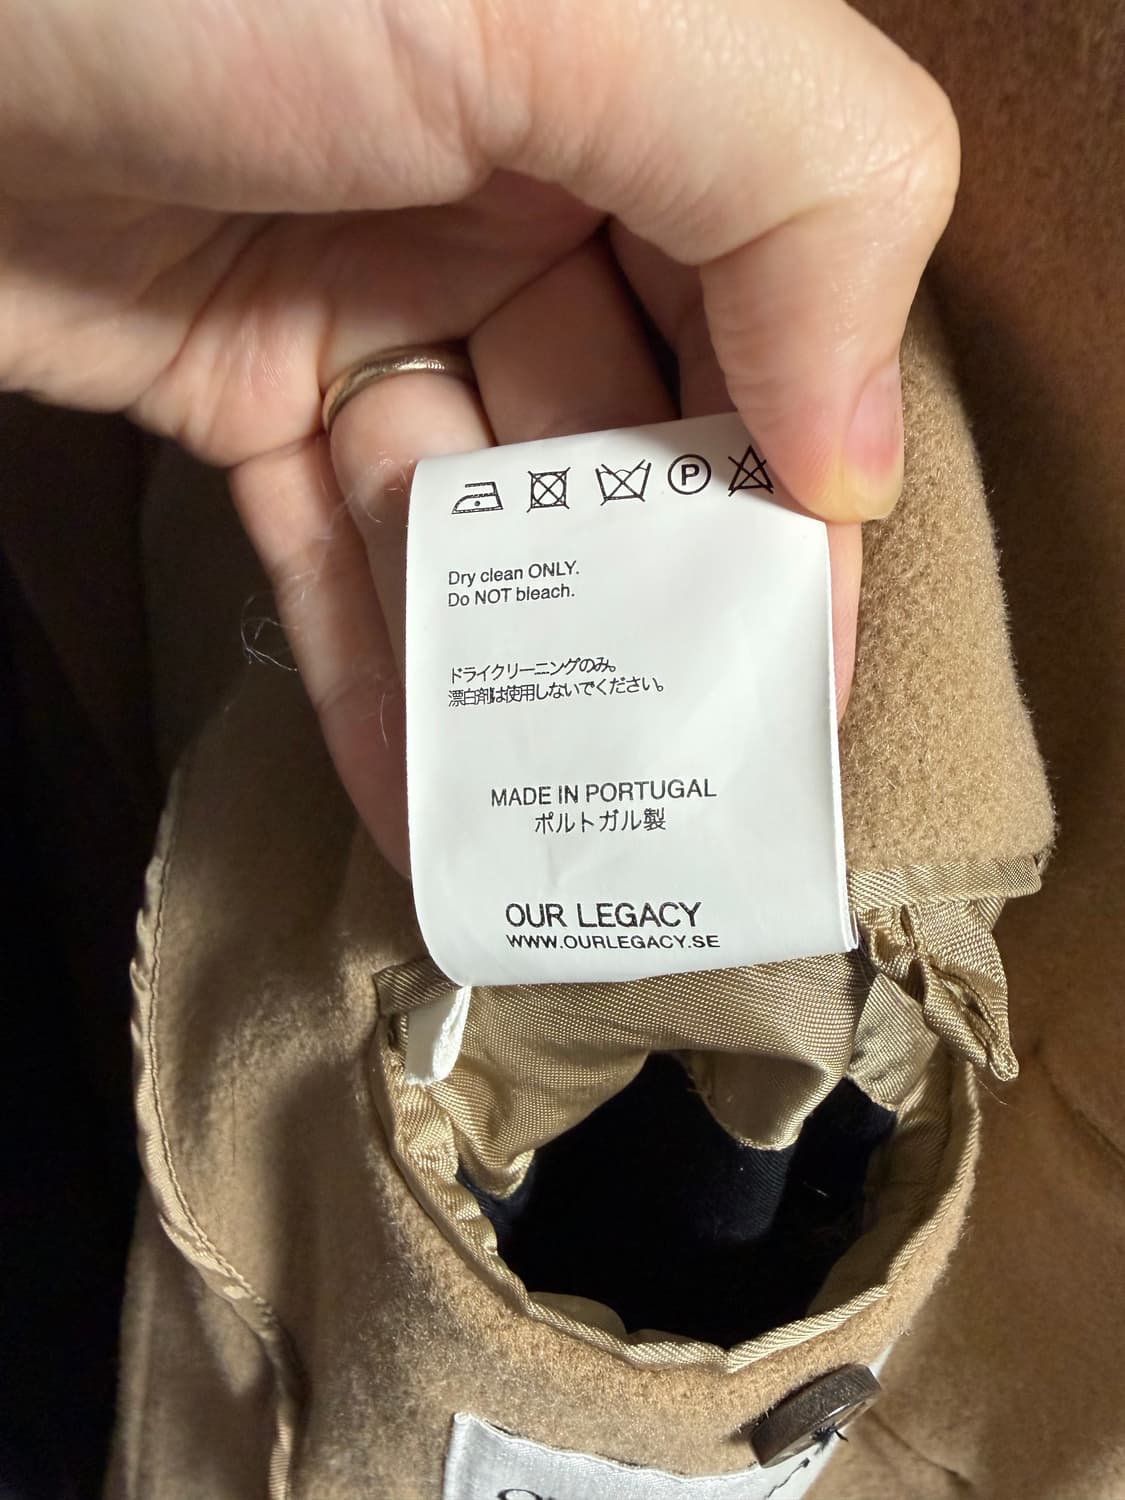 P
Dry clean ONLY.
Do NOT bleach.
ドライクリーニングのみ。
漂白剤は使用しないでください。
MADE IN PORTUGAL
ポルトガル製
OUR LEGACY
WWW.OURLEGACY.SE